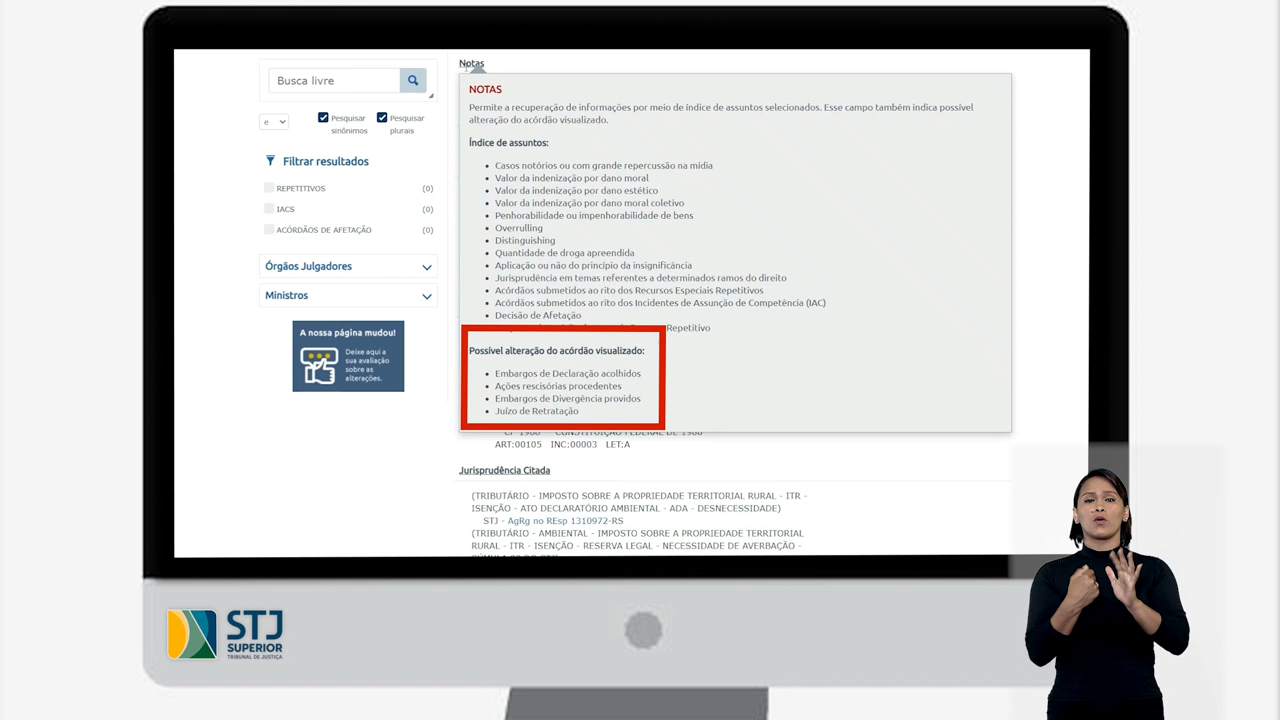 Busca livre
e
Pesquisar
sinônimos
Pesquisar
plurais
Filtrar resultados
REPETITIVOS (0)
IACS (0)
ACÓRDÃOS DE AFETAÇÃO (0)
Órgãos Julgadores
Ministros
A nossa página mudou!
Deixe aqui a
sua avaliação
sobre as
alterações.
Notas
NOTAS
Permite a recuperação de informações por meio de índice de assuntos selecionados. Esse campo também indica possível
alteração do acórdão visualizado.
Índice de assuntos:
• Casos notórios ou com grande repercussão na mídia
• Valor da indenização por dano moral
• Valor da indenização por dano estético
• Valor da indenização por dano moral coletivo
• Penhorabilidade ou impenhorabilidade de bens
• Overrulling
• Distinguishing
• Quantidade de droga apreendida
• Aplicação ou não do princípio da insignificância
• Jurisprudência em temas referentes a determinados ramos do direito
• Acórdãos submetidos ao rito dos Recursos Especiais Repetitivos
• Acórdãos submetidos ao rito dos Incidentes de Assunção de Competência (IAC)
• Decisão de Afetação
Repetitivo
Possível alteração do acórdão visualizado:
• Embargos de Declaração acolhidos
• Ações rescisórias procedentes
• Embargos de Divergência providos
• Juízo de Retratação
ART:00105 INC:00003 LET:A
Jurisprudência Citada
(TRIBUTÁRIO - IMPOSTO SOBRE A PROPRIEDADE TERRITORIAL RURAL - ITR -
ISENÇÃO - ATO DECLARATÓRIO AMBIENTAL - ADA - DESNECESSIDADE)
STJ - AgRg no REsp 1310972-RS
(TRIBUTÁRIO - AMBIENTAL - IMPOSTO SOBRE A PROPRIEDADE TERRITORIAL
RURAL - ITR - ISENÇÃO - RESERVA LEGAL - NECESSIDADE DE AVERBAÇÃO -
STJ
SUPERIOR
TRIBUNAL DE JUSTIÇA